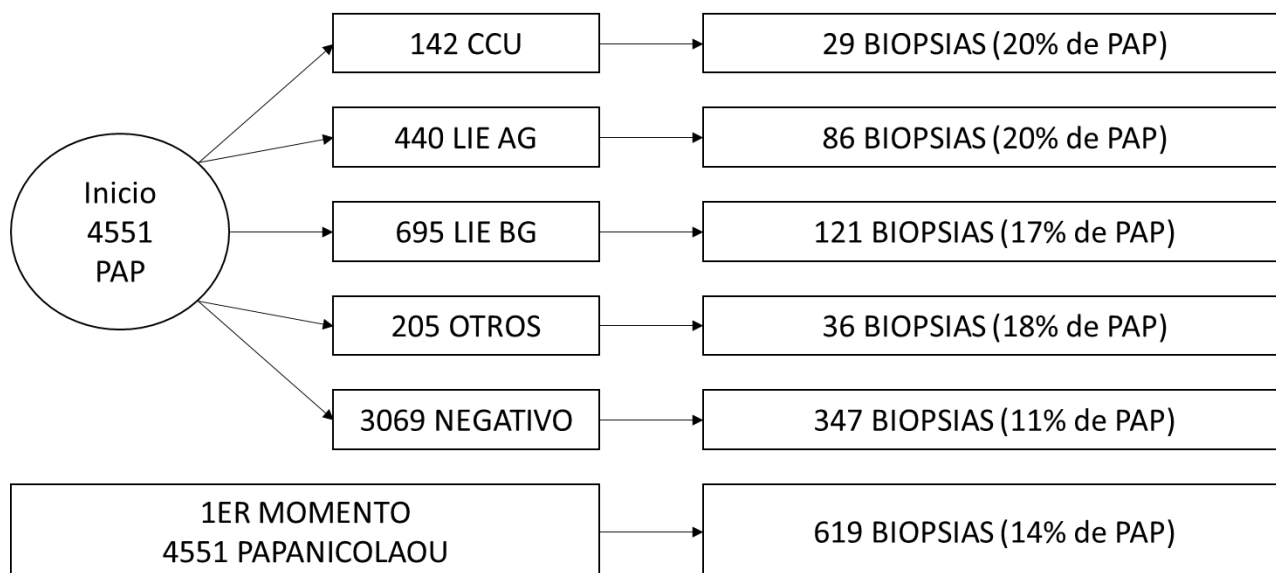 142 CCU
29 BIOPSIAS (20% de PAP)
440 LIE AG
86 BIOPSIAS (20% de PAP)
Inicio
4551
PAP
695 LIE BG
121 BIOPSIAS (17% de PAP)
205 OTROS
36 BIOPSIAS (18% de PAP)
3069 NEGATIVO
347 BIOPSIAS (11% de PAP)
1ER MOMENTO
4551 PAPANICOLAOU
619 BIOPSIAS (14% de PAP)